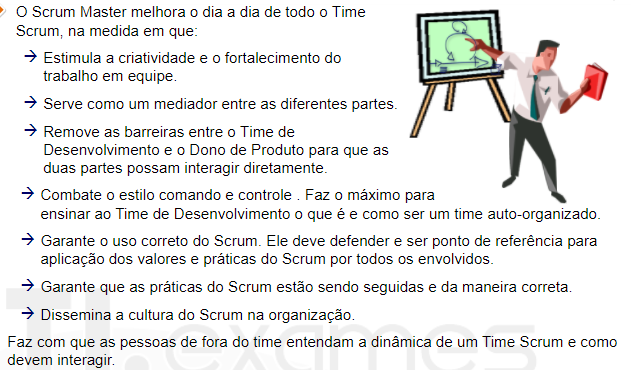 O Scrum Master melhora o dia a dia de todo o Time
Scrum, na medida em que:
→ Estimula a criatividade e o fortalecimento do
trabalho em equipe.
→ Serve como um mediador entre as diferentes partes.
→ Remove as barreiras entre o Time de
Desenvolvimento e o Dono de Produto para que as
duas partes possam interagir diretamente.
→ Combate o estilo comando e controle . Faz o máximo para
ensinar ao Time de Desenvolvimento o que é e como ser um time auto-organizado.
→ Garante o uso correto do Scrum. Ele deve defender e ser ponto de referência para
aplicação dos valores e práticas do Scrum por todos os envolvidos.
→ Garante que as práticas do Scrum estão sendo seguidas e da maneira correta.
→ Dissemina a cultura do Scrum na organização.
Faz com que as pessoas de fora do time entendam a dinâmica de um Time Scrum e como
devem interagir.
TI.exames